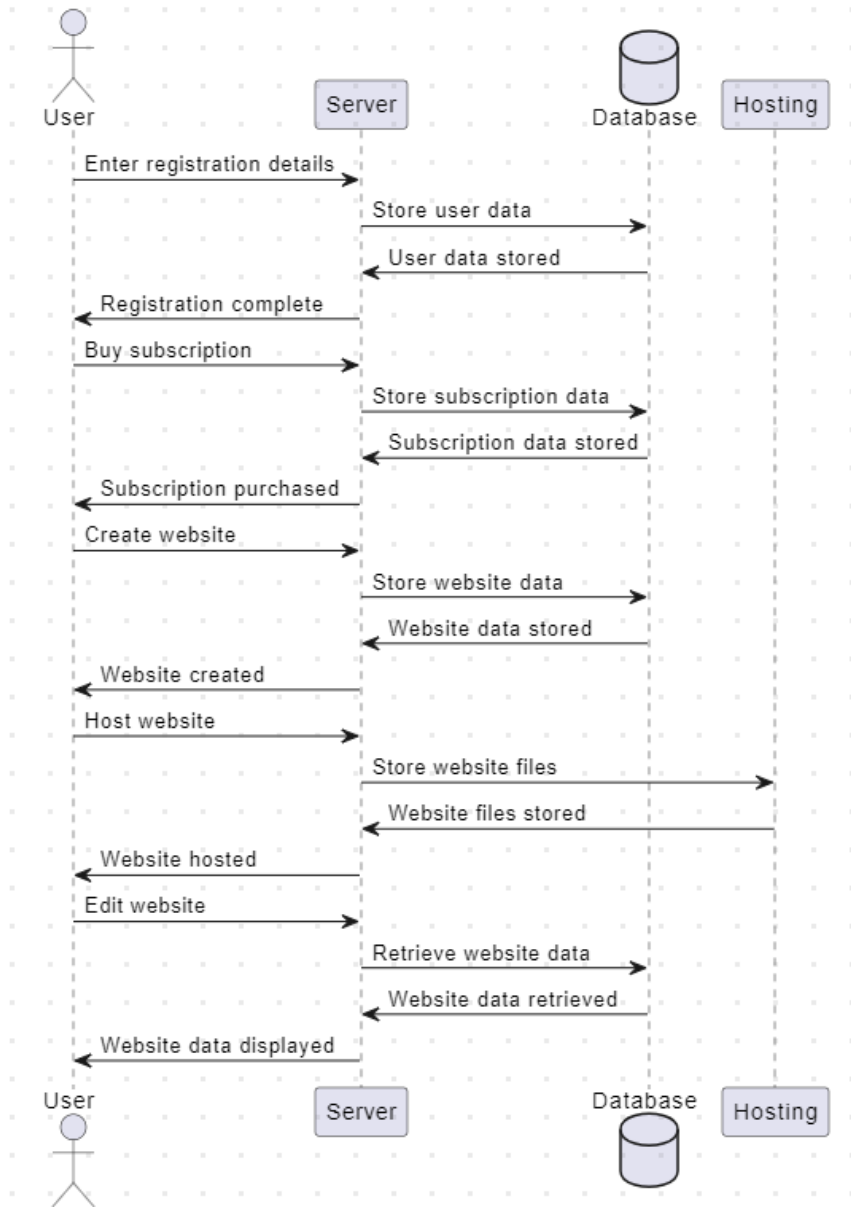 User
Server
Database
Hosting
Enter registration details
Store user data
User data stored
Registration complete
Buy subscription
Store subscription data
Subscription data stored
Subscription purchased
Create website
Store website data
Website data stored
Website created
Host website
Store website files
Website files stored
Website hosted
Edit website
Retrieve website data
Website data retrieved
Website data displayed
User
Server
Database
Hosting